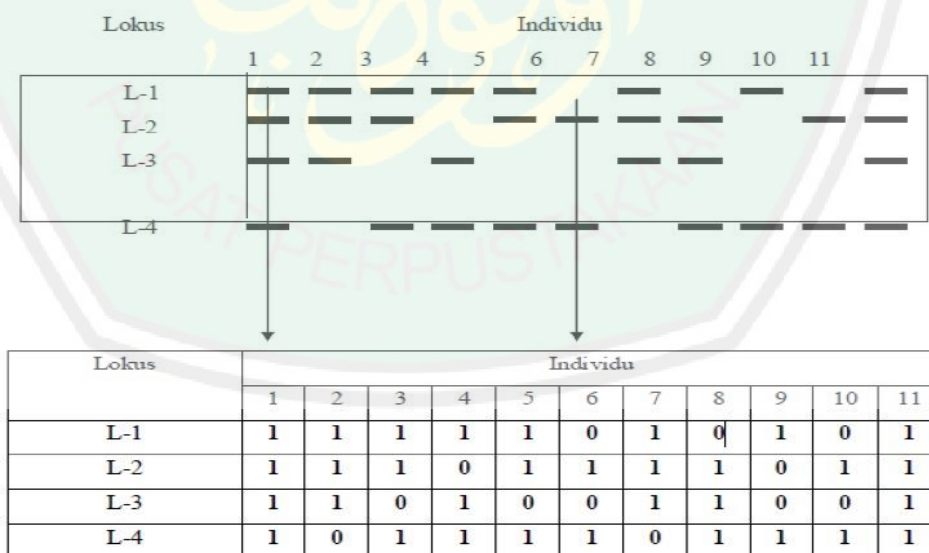 Lokus Individu
1 2 3 4 5 6 7 8 9 10 11
L-1
L-2
L-3
L-4
PUSAT PERPUSTAKAAN
Lokus Individu
1 2 3 4 5 6 7 8 9 10 11
L-1 1 1 1 1 1 0 1 0 1 0 1
L-2 1 1 1 0 1 1 1 1 0 1 1
L-3 1 1 0 1 0 0 1 1 0 0 1
L-4 1 0 1 1 1 1 0 1 1 1 1